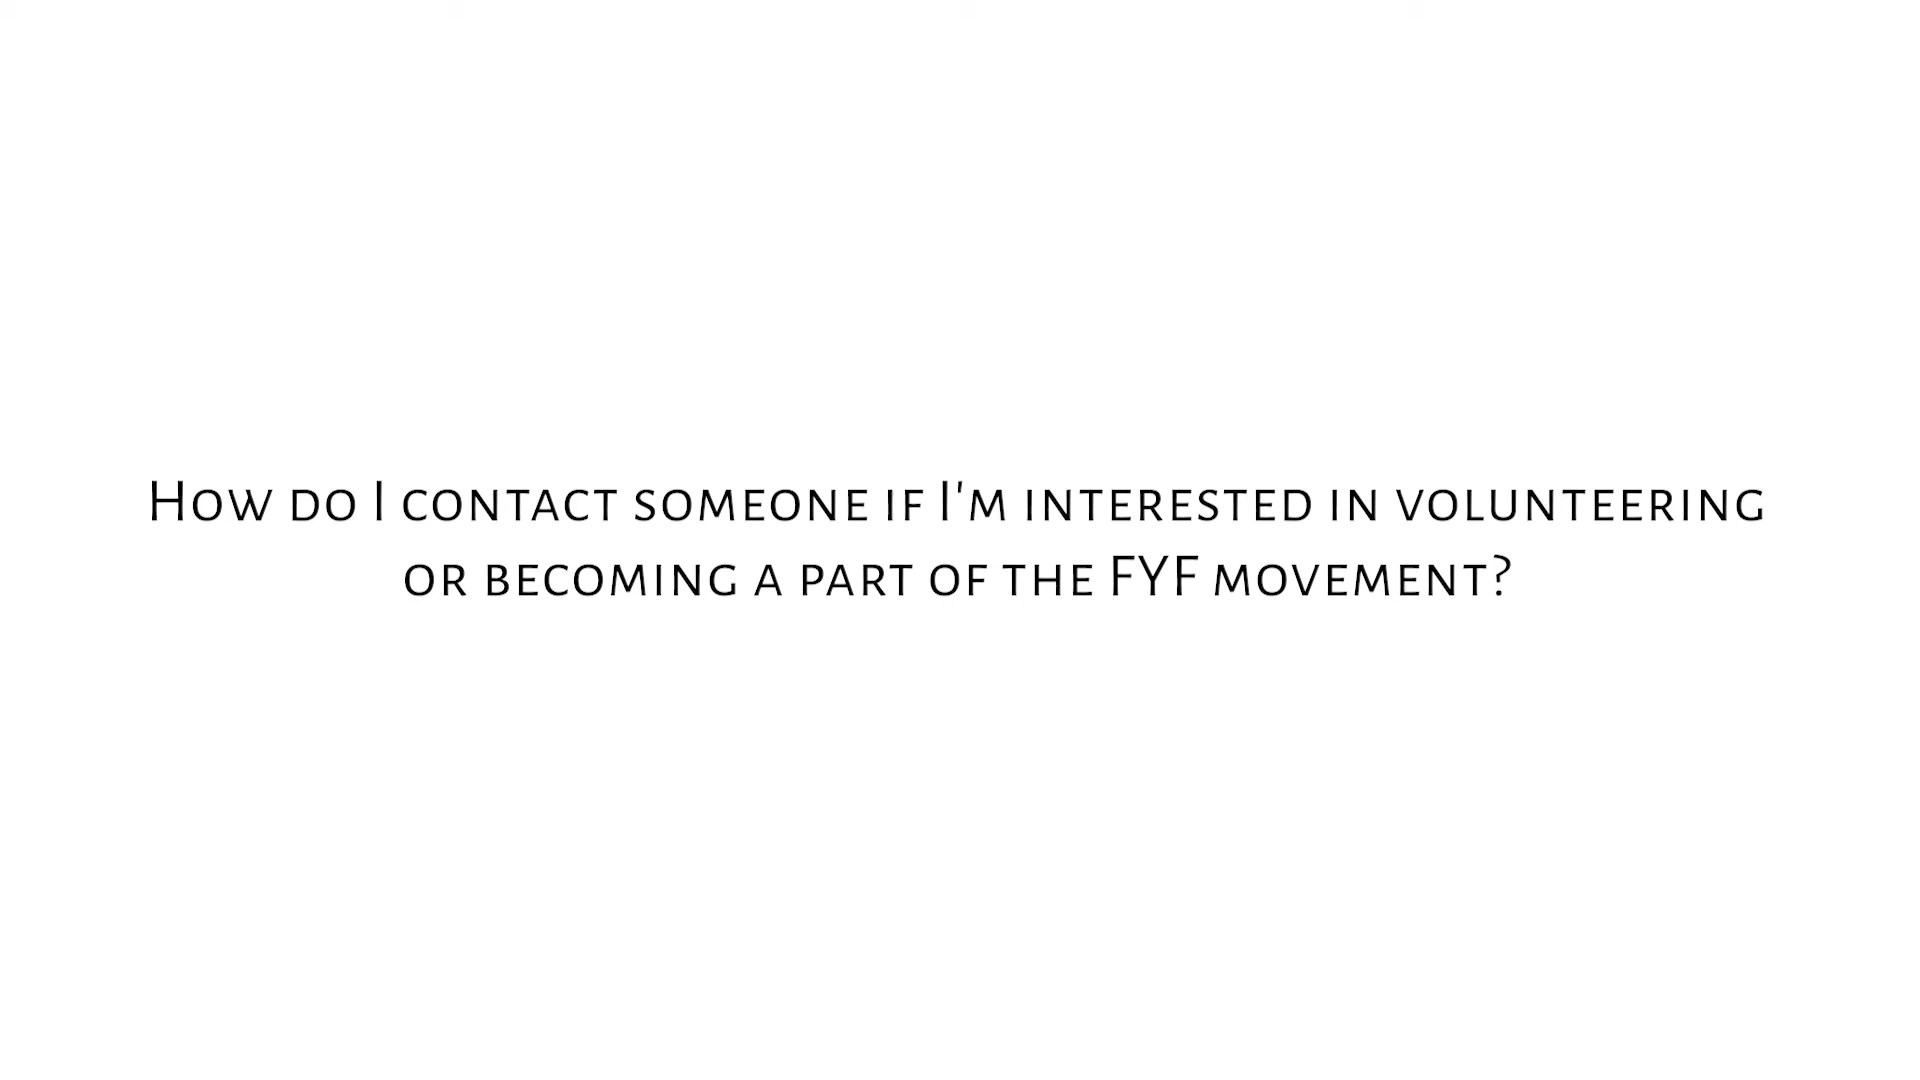 How do I contact someone if I'm interested in volunteering
or becoming a part of the FYF movement?